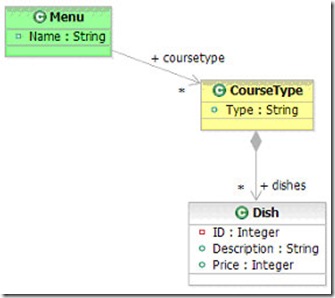 Menu
Name : String
+ coursetype
*
CourseType
Type : String
* + dishes
Dish
ID : Integer
Description : String
Price : Integer